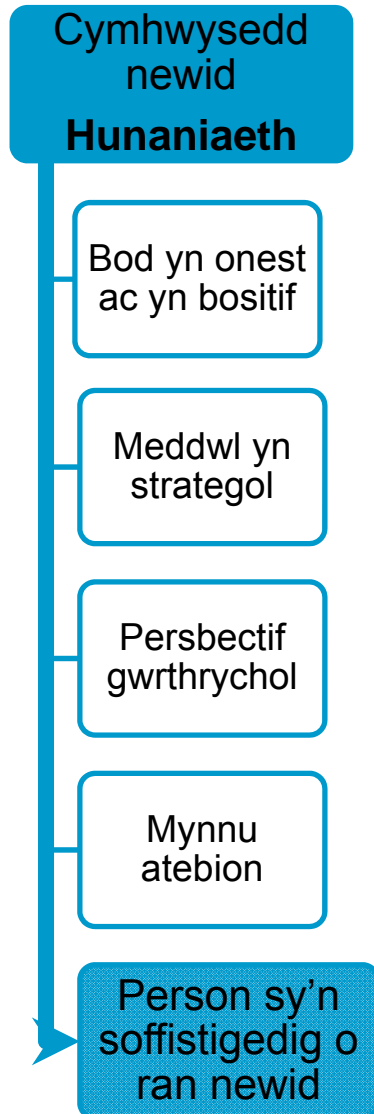 Cymhwysedd
newid
Hunaniaeth
Bod yn onest
ac yn bositif
Meddwl yn
strategol
Persbectif
gwrthrychol
Mynnu
atebion
Person sy’n
soffistigedig o
ran newid